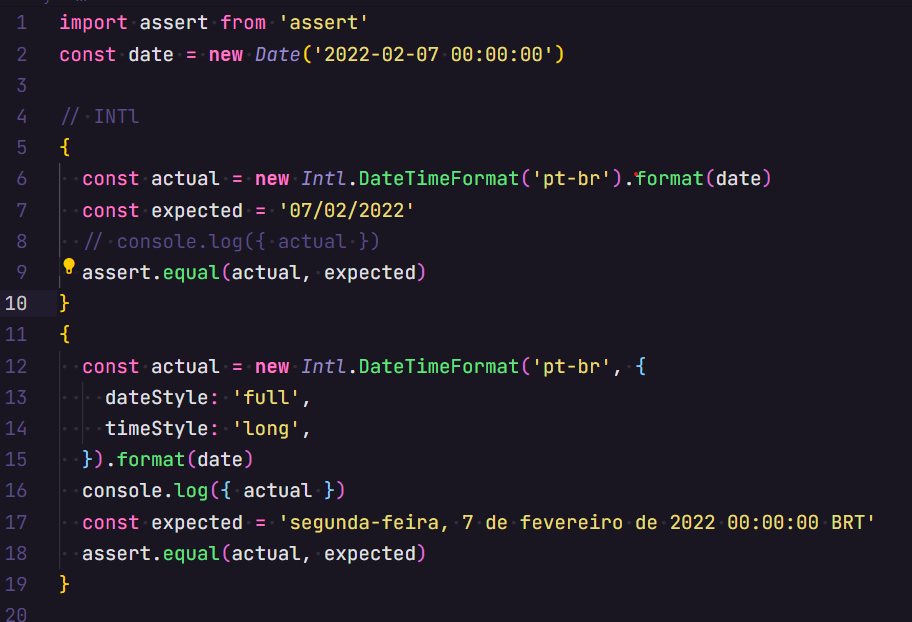 1 import assert from 'assert'
2 const date = new Date('2022-02-07 00:00:00')
3
4 // INTl
5 {
6 const actual = new Intl.DateTimeFormat('pt-br').format(date)
7 const expected = '07/02/2022'
8 // console.log({ actual })
9 assert.equal(actual, expected)
10 }
11 {
12 const actual = new Intl.DateTimeFormat('pt-br', {
13 dateStyle: 'full',
14 timeStyle: 'long',
15 }).format(date)
16 console.log({ actual })
17 const expected = 'segunda-feira, 7 de fevereiro de 2022 00:00:00 BRT'
18 assert.equal(actual, expected)
19 }
20